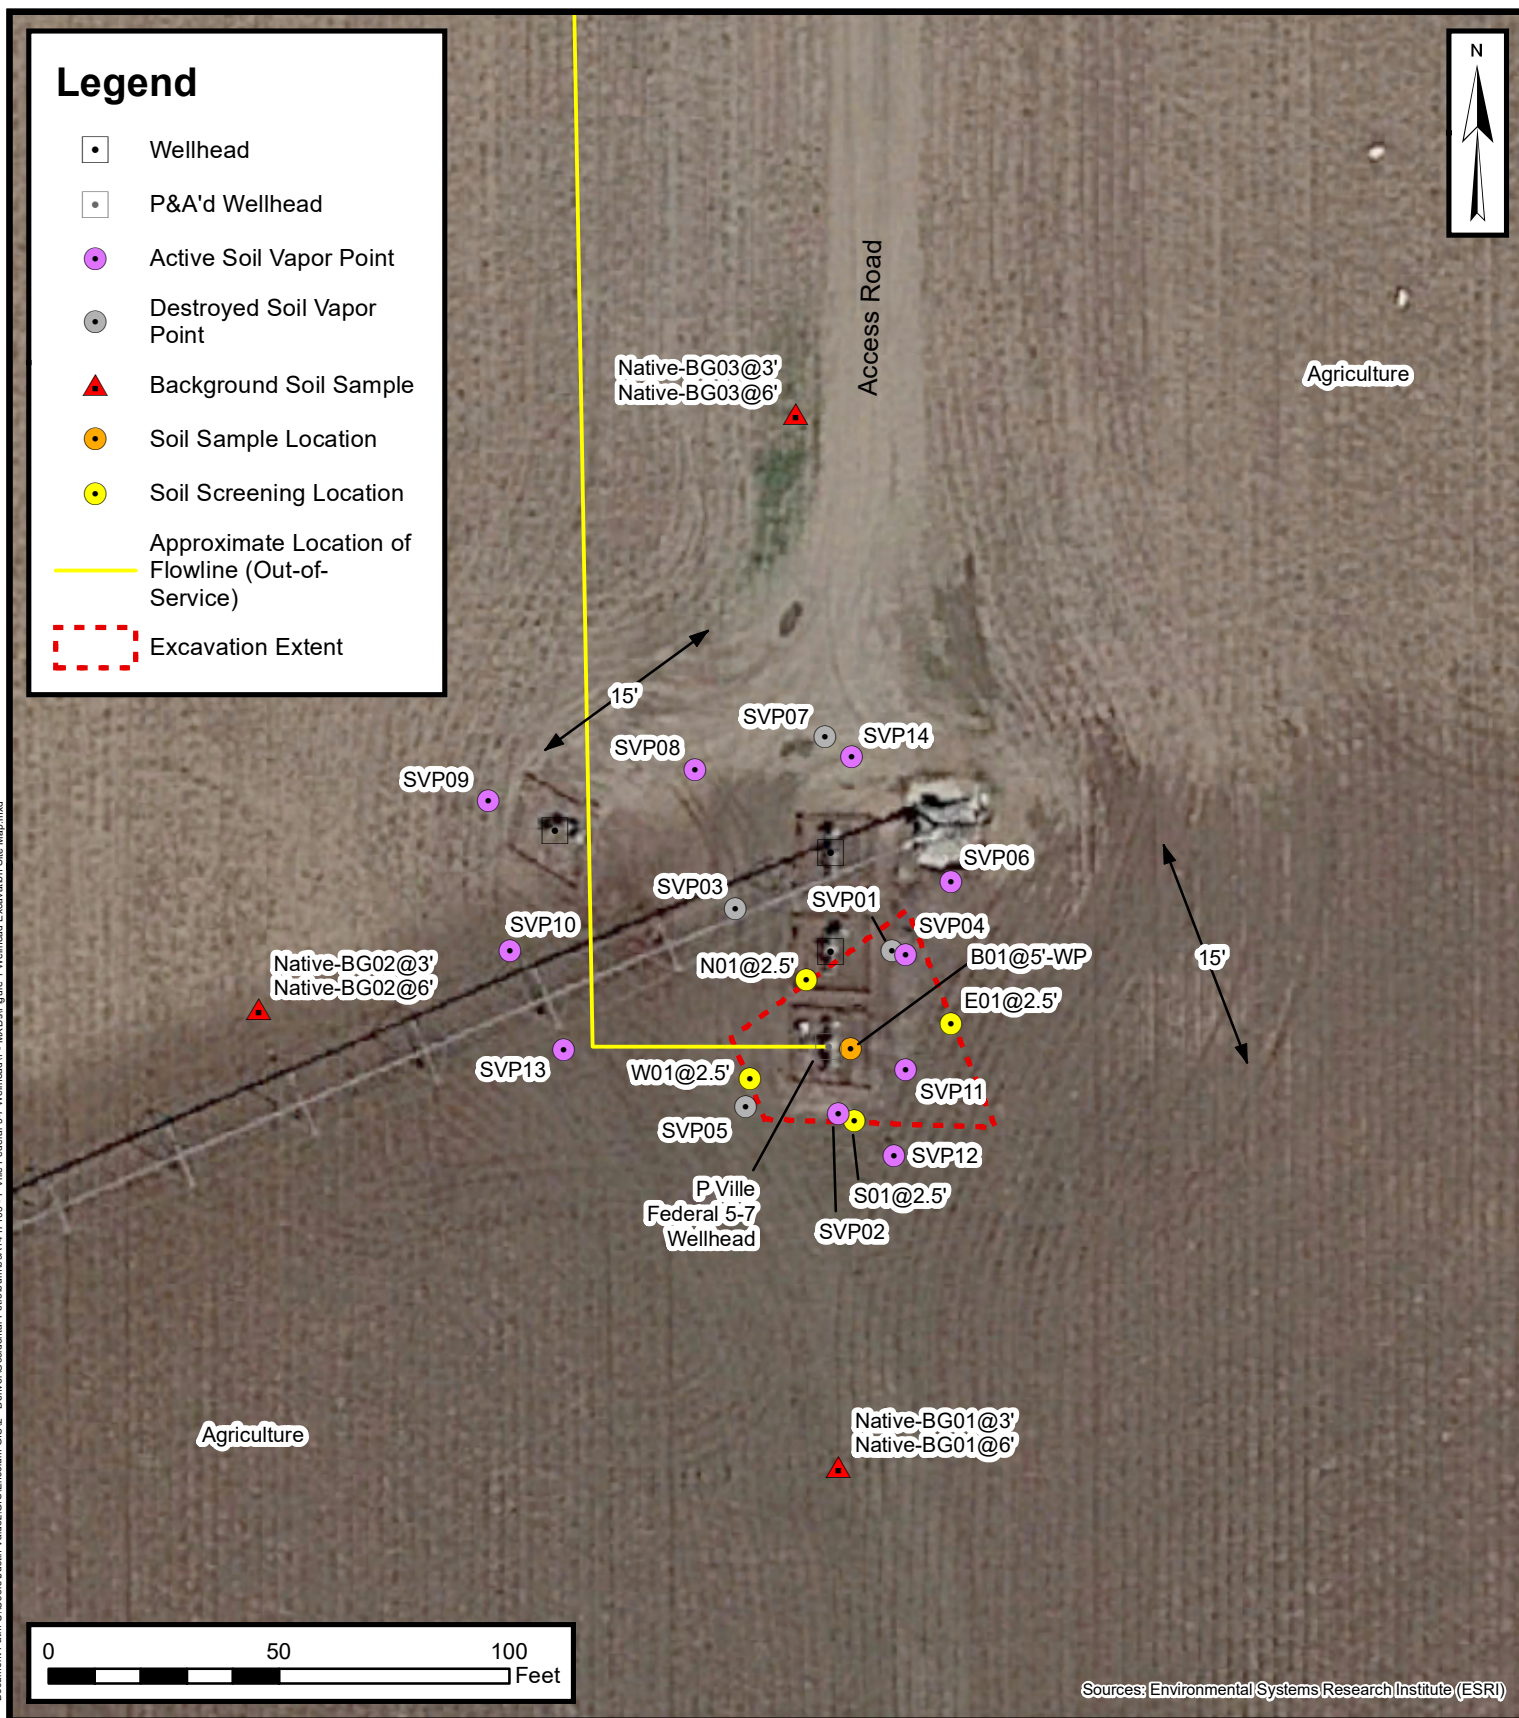 Legend
Wellhead
P&A'd Wellhead
Active Soil Vapor Point
Destroyed Soil Vapor
Point
Background Soil Sample
Soil Sample Location
Soil Screening Location
Approximate Location of
Flowline (Out-of-
Service)
Excavation Extent
N
Access Road
Native-BG03@3'
Native-BG03@6'
Agriculture
15'
SVP07
SVP14
SVP08
SVP09
SVP06
SVP03
SVP01
SVP04
SVP10
B01@5'-WP
15'
Native-BG02@3'
Native-BG02@6'
N01@2.5'
E01@2.5'
SVP13
W01@2.5'
SVP11
SVP05
SVP12
P Ville
Federal 5-7
Wellhead
S01@2.5'
SVP02
Native-BG01@3'
Native-BG01@6'
Agriculture
0 50 100
Feet
Sources: Environmental Systems Research Institute (ESRI)